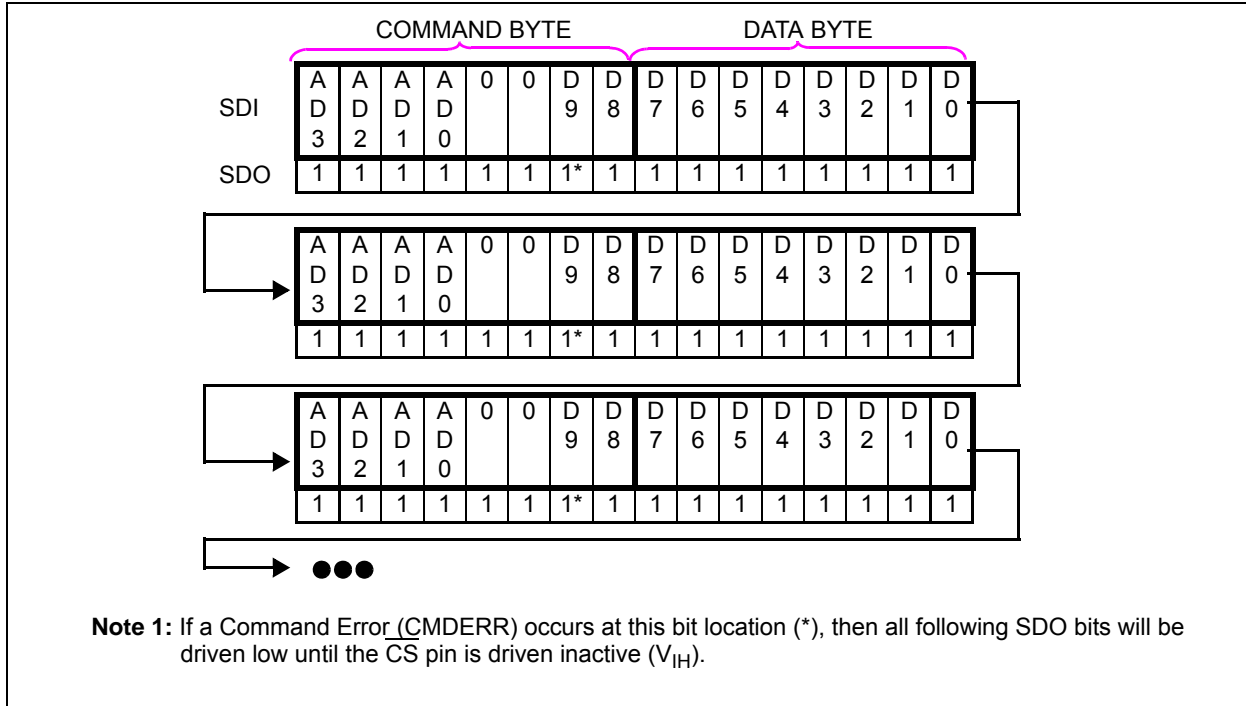 COMMAND BYTE DATA BYTE
A A A A 0 0 D D D D D D D D D D
SDI D D D D 9 8 7 6 5 4 3 2 1 0
3 2 1 0
SDO 1 1 1 1 1 1 1* 1 1 1 1 1 1 1 1 1
A A A A 0 0 D D D D D D D D D D
D D D D 9 8 7 6 5 4 3 2 1 0
3 2 1 0
1 1 1 1 1 1 1* 1 1 1 1 1 1 1 1 1
A A A A 0 0 D D D D D D D D D D
D D D D 9 8 7 6 5 4 3 2 1 0
3 2 1 0
1 1 1 1 1 1 1* 1 1 1 1 1 1 1 1 1
Note 1: If a Command Error (CMDERR) occurs at this bit location (*), then all following SDO bits will be
driven low until the CS pin is driven inactive (VIH).